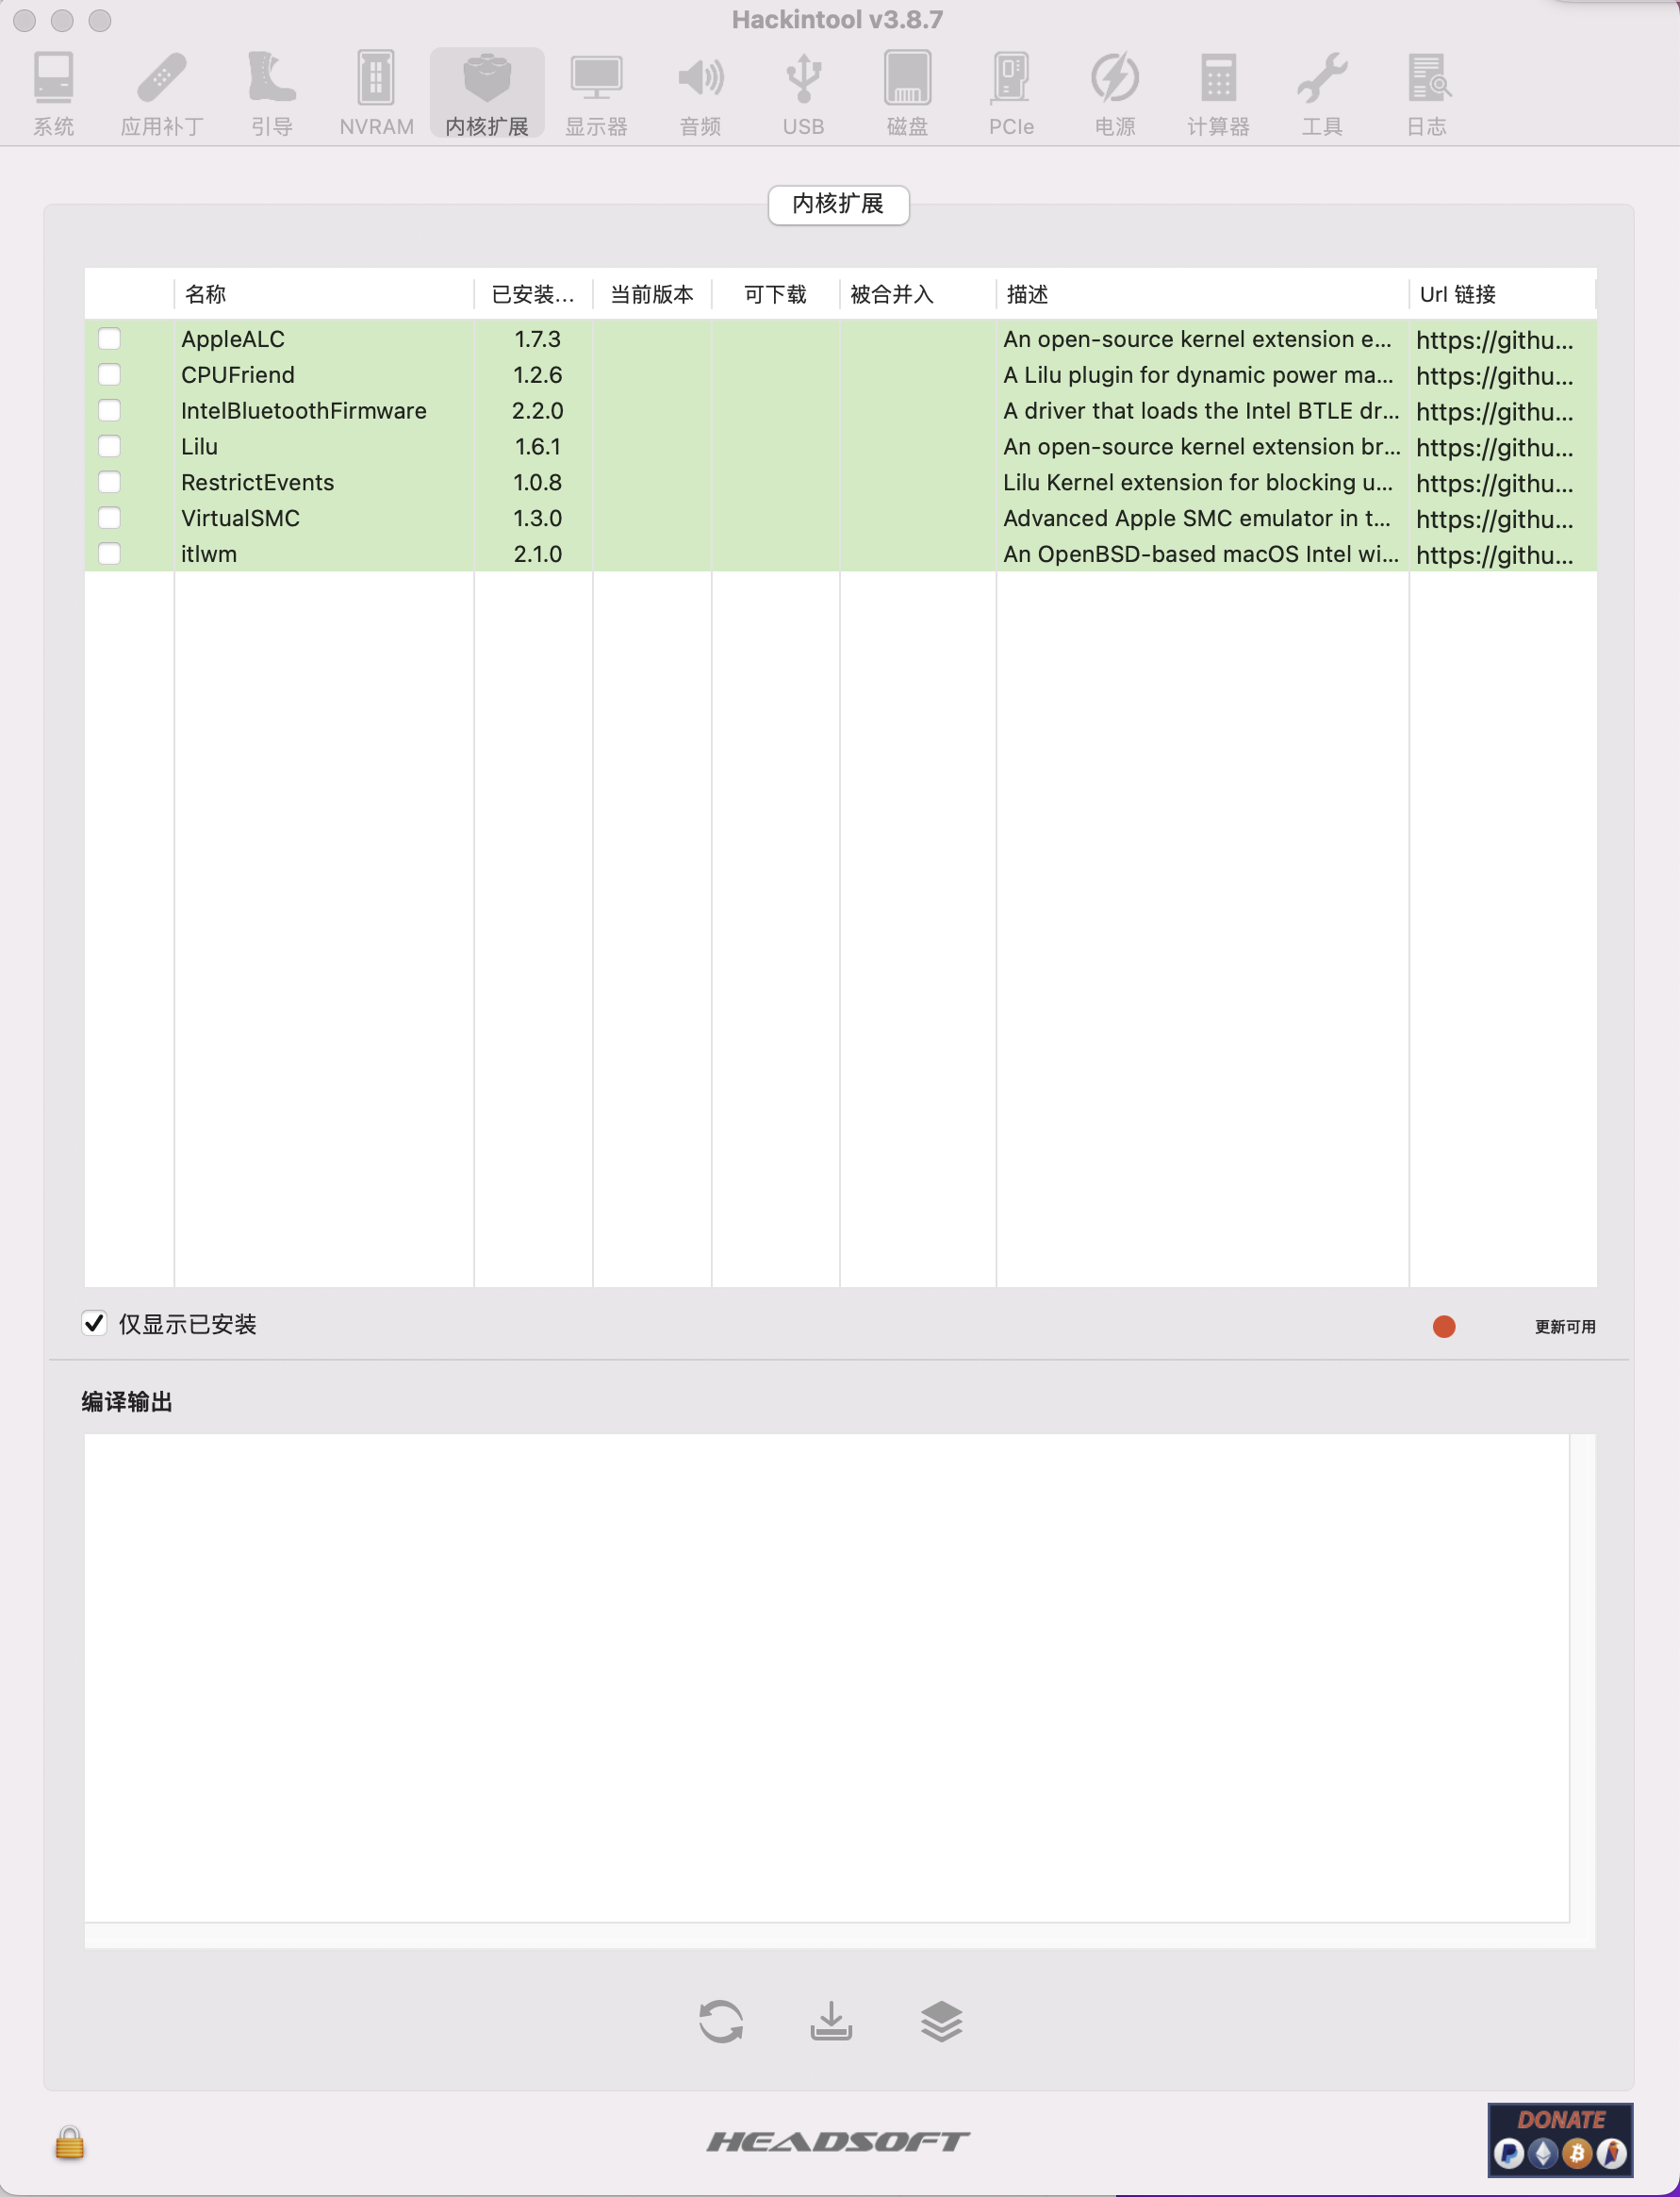 Hackintool v3.8.7
系统 应用补丁 引导 NVRAM 内核扩展 显示器 音频 USB 磁盘 PCIe 电源 计算器 工具 日志
内核扩展
名称 已安装... 当前版本 可下载 被合并入 描述 Url 链接
AppleALC 1.7.3 An open-source kernel extension e... https://githu...
CPUFriend 1.2.6 A Lilu plugin for dynamic power ma... https://githu...
IntelBluetoothFirmware 2.2.0 A driver that loads the Intel BTLE dr... https://githu...
Lilu 1.6.1 An open-source kernel extension br... https://githu...
RestrictEvents 1.0.8 Lilu Kernel extension for blocking u... https://githu...
VirtualSMC 1.3.0 Advanced Apple SMC emulator in t... https://githu...
itlwm 2.1.0 An OpenBSD-based macOS Intel wi... https://githu...
仅显示已安装 更新可用
编译输出
HEADSOFT
DONATE